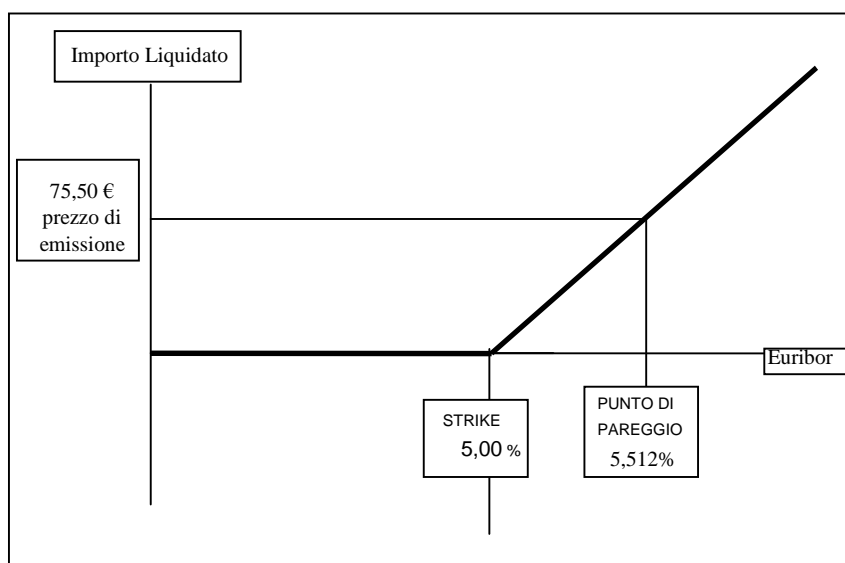 Importo Liquidato
75,50 €
prezzo di
emissione
Euribor
STRIKE
5,00 %
PUNTO DI
PAREGGIO
5,512%